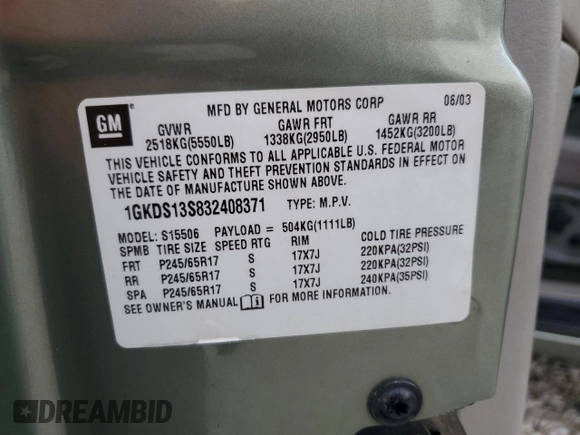 GM
MFD BY GENERAL MOTORS CORP 06/03
GVWR GAWR FRT GAWR RR
2518KG(5550LB) 1338KG(2950LB) 1452KG(3200LB)
THIS VEHICLE CONFORMS TO ALL APPLICABLE U.S. FEDERAL MOTOR
VEHICLE SAFETY AND THEFT PREVENTION STANDARDS IN EFFECT ON
THE DATE OF MANUFACTURE SHOWN ABOVE.
1GKDS13S832408371 TYPE: M.P.V.
MODEL: S15506 PAYLOAD = 504KG(1111LB)
SPMB TIRE SIZE SPEED RTG RIM COLD TIRE PRESSURE
FRT P245/65R17 S 17X7J 220KPA(32PSI)
RR P245/65R17 S 17X7J 220KPA(32PSI)
SPA P245/65R17 S 17X7J 240KPA(35PSI)
SEE OWNER'S MANUAL FOR MORE INFORMATION.
DREAMBID